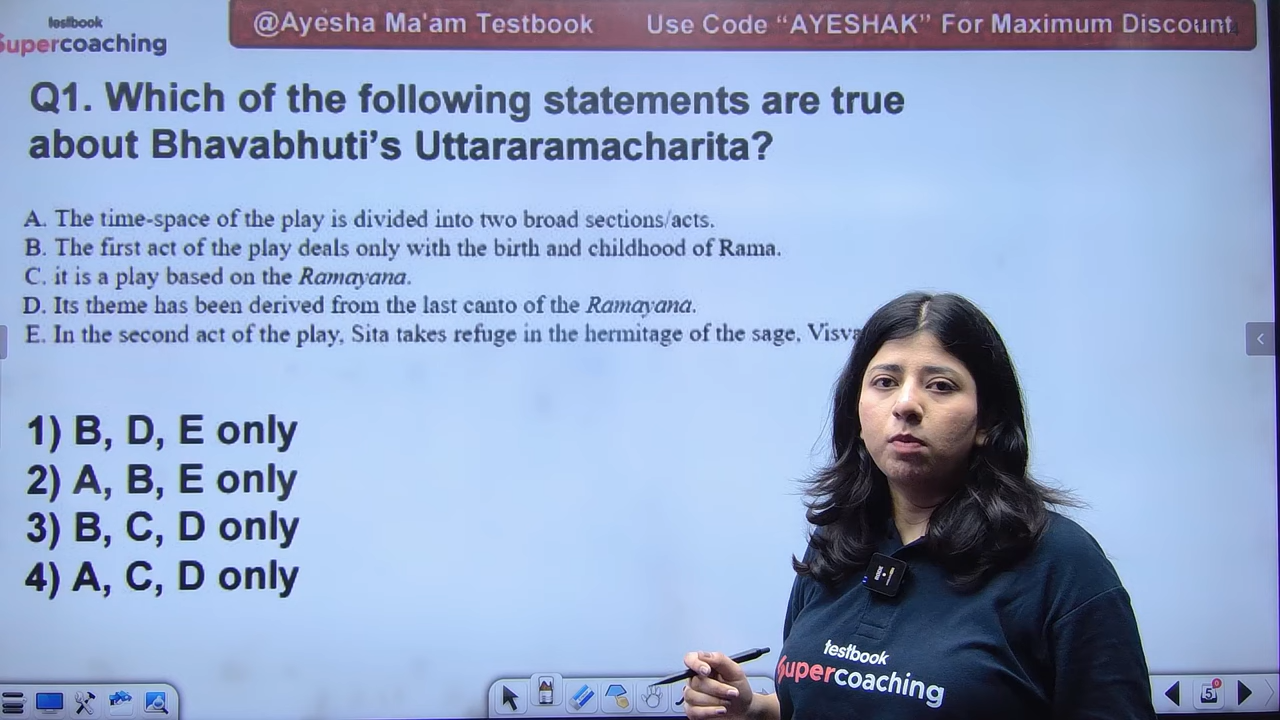 testbook
Supercoaching
@Ayesha Ma'am Testbook Use Code “AYESHAK” For Maximum Discount
Q1. Which of the following statements are true
about Bhavabhuti’s Uttararamacharita?
A. The time-space of the play is divided into two broad sections/acts.
B. The first act of the play deals only with the birth and childhood of Rama.
C. it is a play based on the Ramayana.
D. Its theme has been derived from the last canto of the Ramayana.
E. In the second act of the play, Sita takes refuge in the hermitage of the sage,
1) B, D, E only
2) A, B, E only
3) B, C, D only
4) A, C, D only
testbook
Supercoaching
5